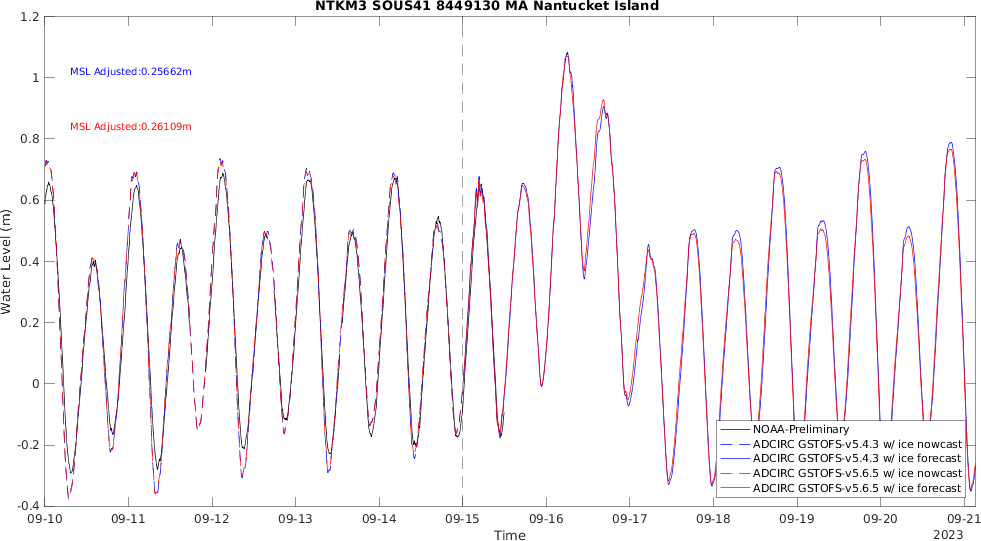 NTKM3 SOUS41 8449130 MA Nantucket Island
MSL Adjusted:0.25662m
MSL Adjusted:0.26109m
Water Level (m)
1.2
1
0.8
0.6
0.4
0.2
0
-0.2
-0.4
NOAA-Preliminary
ADCIRC GSTOFS-v5.4.3 w/ ice nowcast
ADCIRC GSTOFS-v5.4.3 w/ ice forecast
ADCIRC GSTOFS-v5.6.5 w/ ice nowcast
ADCIRC GSTOFS-v5.6.5 w/ ice forecast
09-10 09-11 09-12 09-13 09-14 09-15 09-16 09-17 09-18 09-19 09-20 09-21
Time
2023